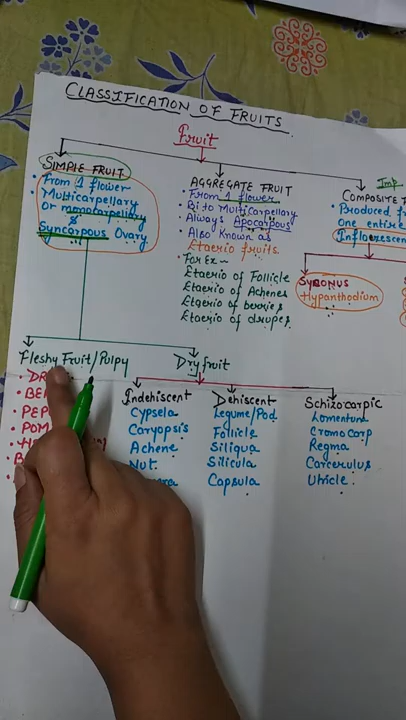 CLASSIFICATION OF FRUITS
Fruit
SIMPLE FRUIT
• From 1 flower
• Multicarpellary
Or monocarpellary
&
Syncarpous Ovary
AGGREGATE FRUIT
• From 1 flower
• Bi to Multicarpellary
• Always Apocarpous
• Also Known as
Etaerio fruits.
• For Ex -
Etaerio of Follicle
Etaerio of Achenes
Etaerio of berries
Etaerio of drupes
Imp
COMPOSITE
• Produced
One entire
Hypanthodium
Fleshy Fruit/Pulpy
Dry fruit
Indehiscent
Cypsela
Caryopsis
Achene
Nut
Dehiscent
Legume/Pod
Follicle
Siliqua
Silicula
Capsula
Schizocarpic
Lomentum
Cremocarp
Regma
Carcerulus
Utricle